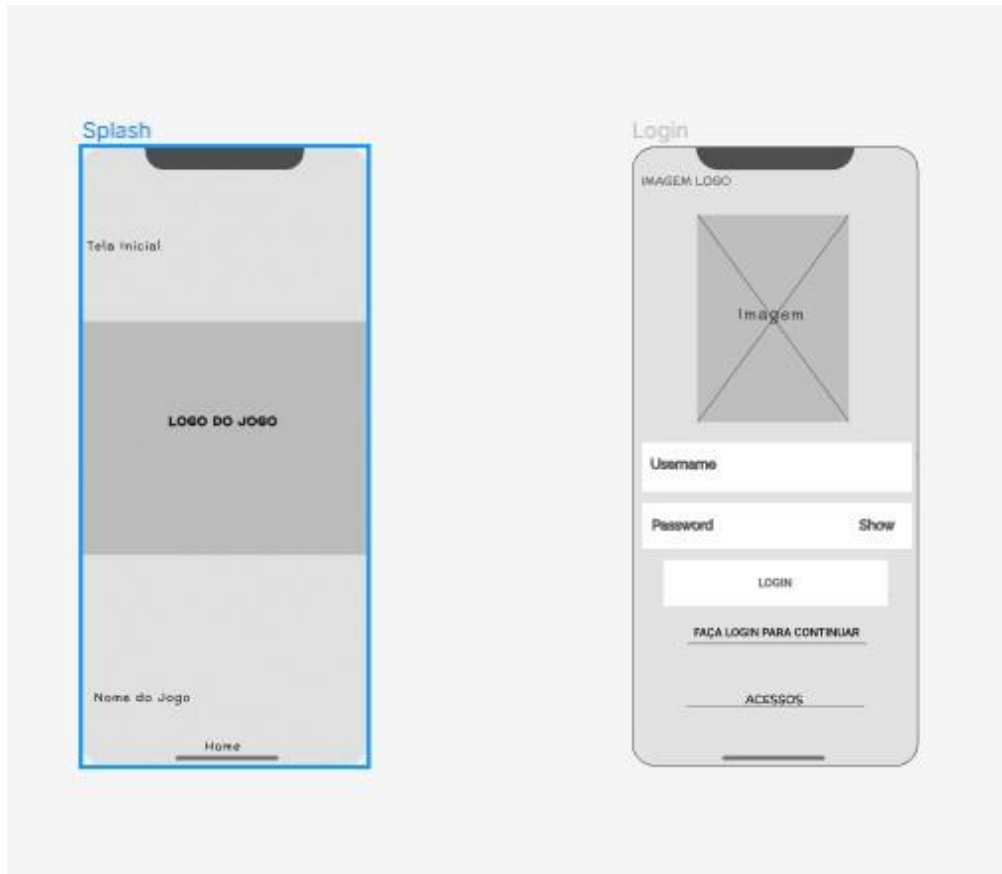 Splash
Tela Inicial
LOGO DO JOGO
Nome do Jogo
Home
Login
IMAGEM LOGO
Imagem
Username
Password Show
LOGIN
FAÇA LOGIN PARA CONTINUAR
ACESSOS